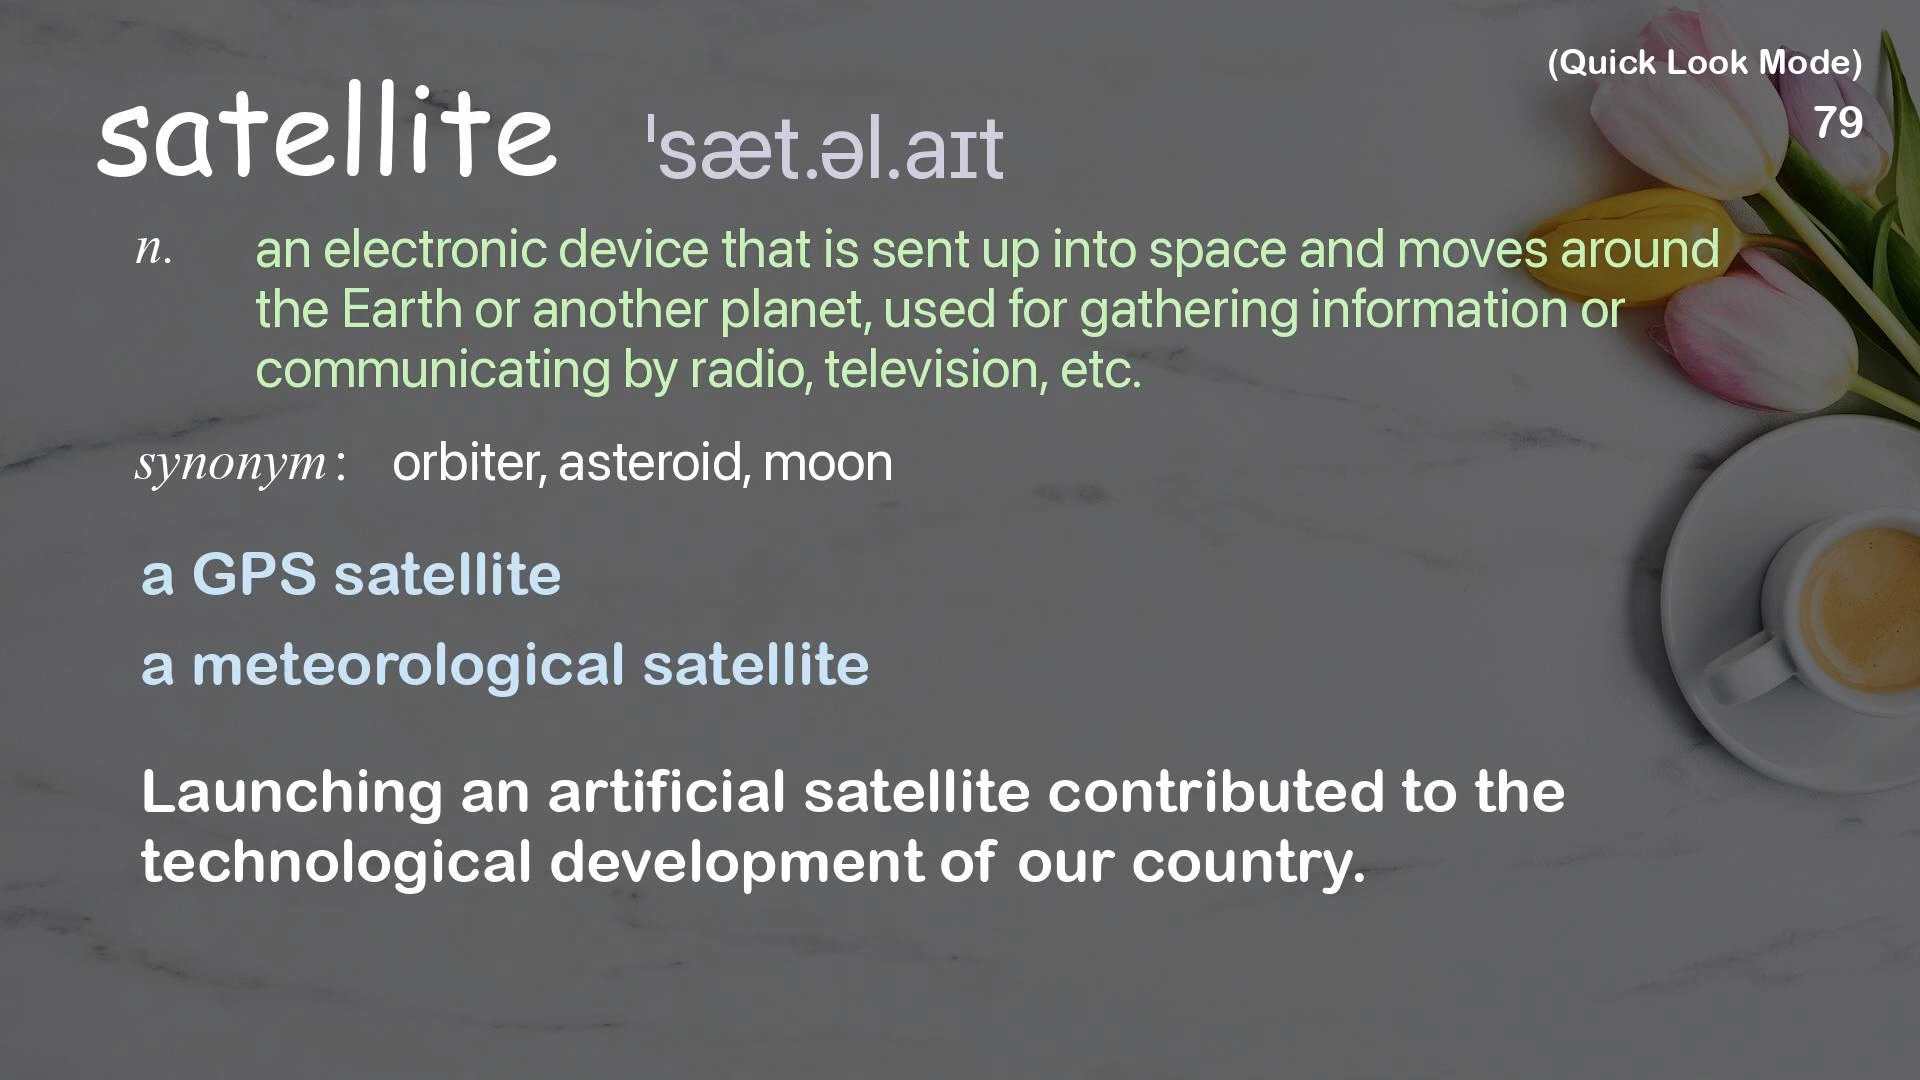 (Quick Look Mode)
79
satellite ˈsæt.əl.aɪt
n. an electronic device that is sent up into space and moves around
the Earth or another planet, used for gathering information or
communicating by radio, television, etc.
synonym: orbiter, asteroid, moon
a GPS satellite
a meteorological satellite
Launching an artificial satellite contributed to the
technological development of our country.